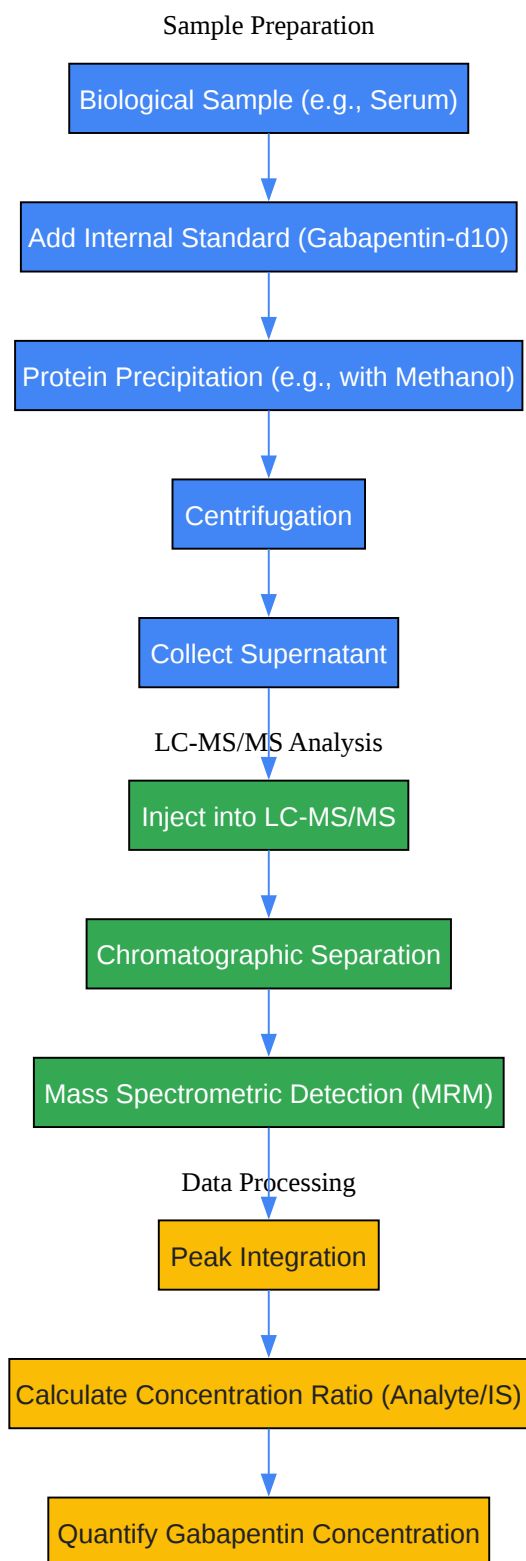 Sample Preparation
Biological Sample (e.g., Serum)
Add Internal Standard (Gabapentin-d10)
Protein Precipitation (e.g., with Methanol)
Centrifugation
Collect Supernatant
LC-MS/MS Analysis
Inject into LC-MS/MS
Chromatographic Separation
Mass Spectrometric Detection (MRM)
Data Processing
Peak Integration
Calculate Concentration Ratio (Analyte/IS)
Quantify Gabapentin Concentration